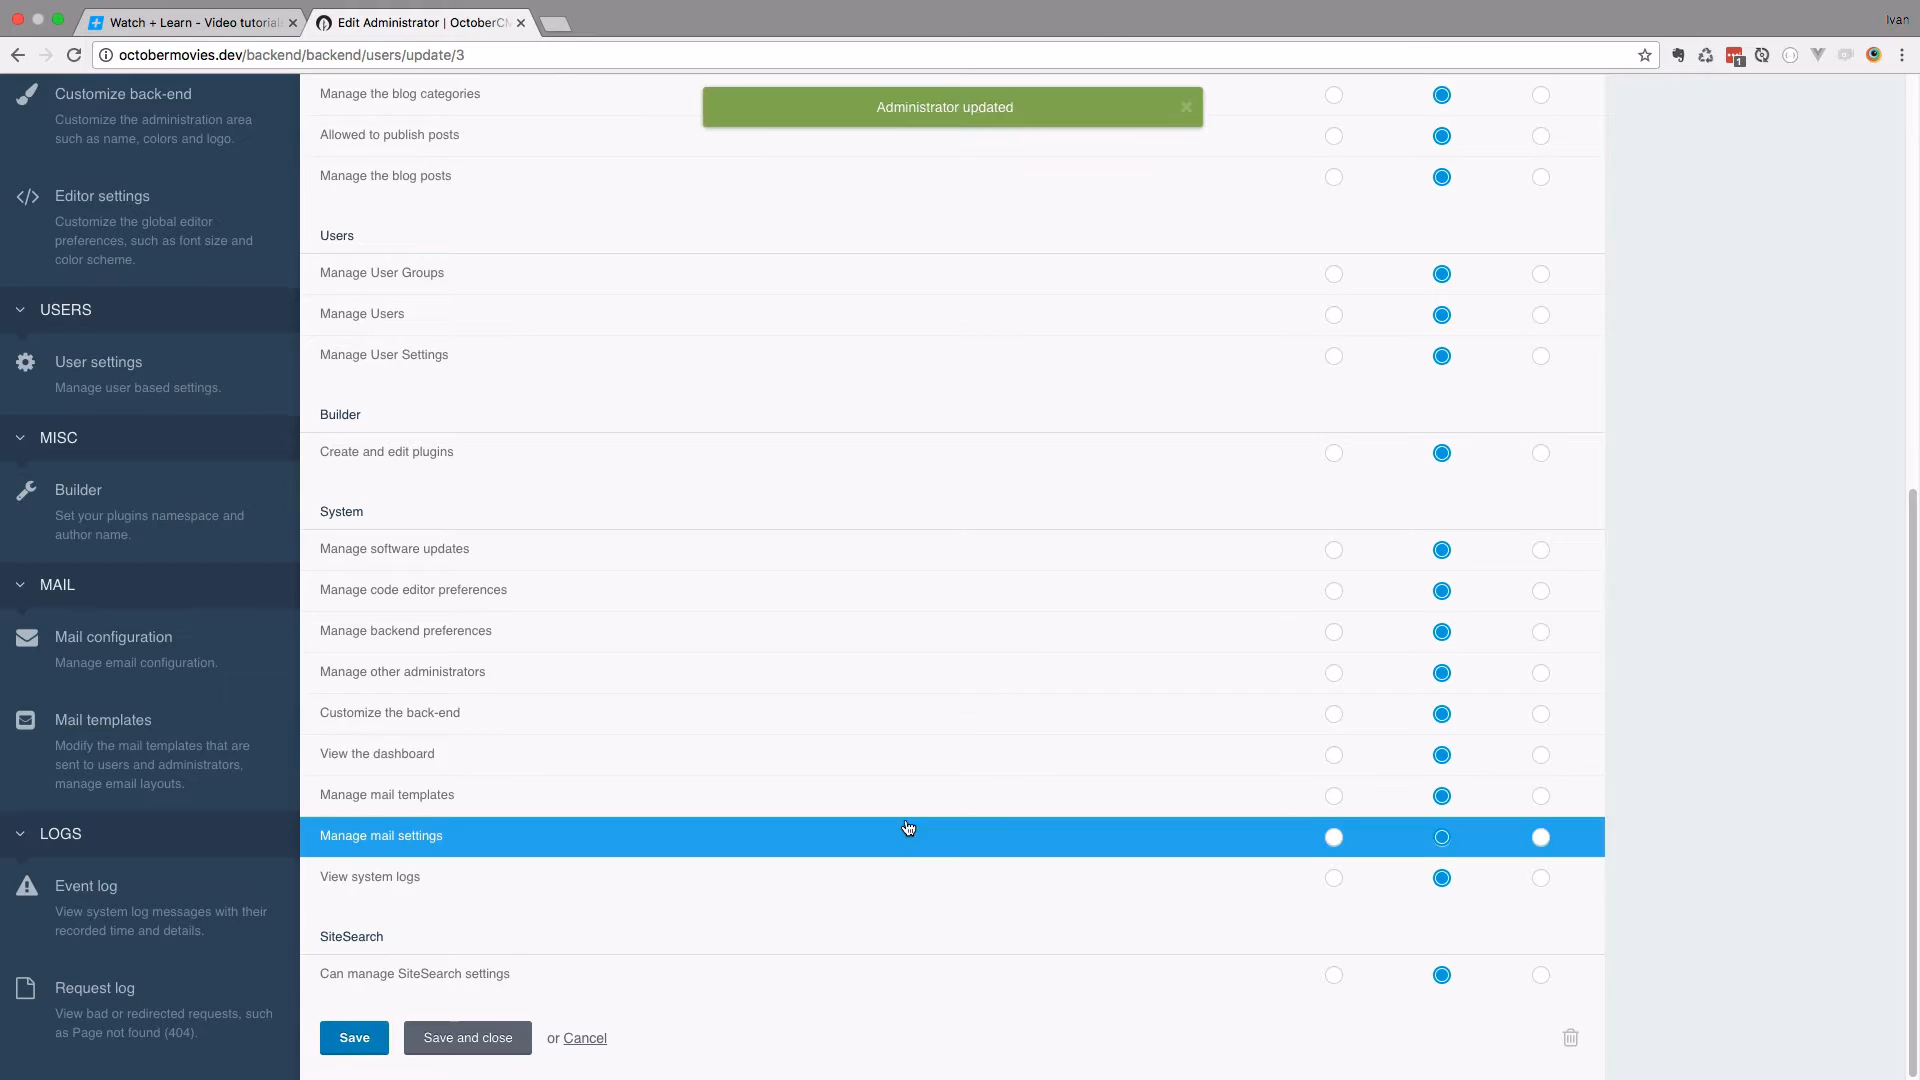 Watch + Learn - Video tutorial
Edit Administrator | OctoberC
Ivan
octobermovies.dev/backend/backend/users/update/3
1
Customize back-end
Customize the administration area
such as name, colors and logo.
Editor settings
Customize the global editor
preferences, such as font size and
color scheme.
USERS
User settings
Manage user based settings.
MISC
Builder
Set your plugins namespace and
author name.
MAIL
Mail configuration
Manage email configuration.
Mail templates
Modify the mail templates that are
sent to users and administrators,
manage email layouts.
LOGS
Event log
View system log messages with their
recorded time and details.
Request log
View bad or redirected requests, such
as Page not found (404).
Administrator updated
Manage the blog categories
Allowed to publish posts
Manage the blog posts
Users
Manage User Groups
Manage Users
Manage User Settings
Builder
Create and edit plugins
System
Manage software updates
Manage code editor preferences
Manage backend preferences
Manage other administrators
Customize the back-end
View the dashboard
Manage mail templates
Manage mail settings
View system logs
SiteSearch
Can manage SiteSearch settings
Save
Save and close
or Cancel